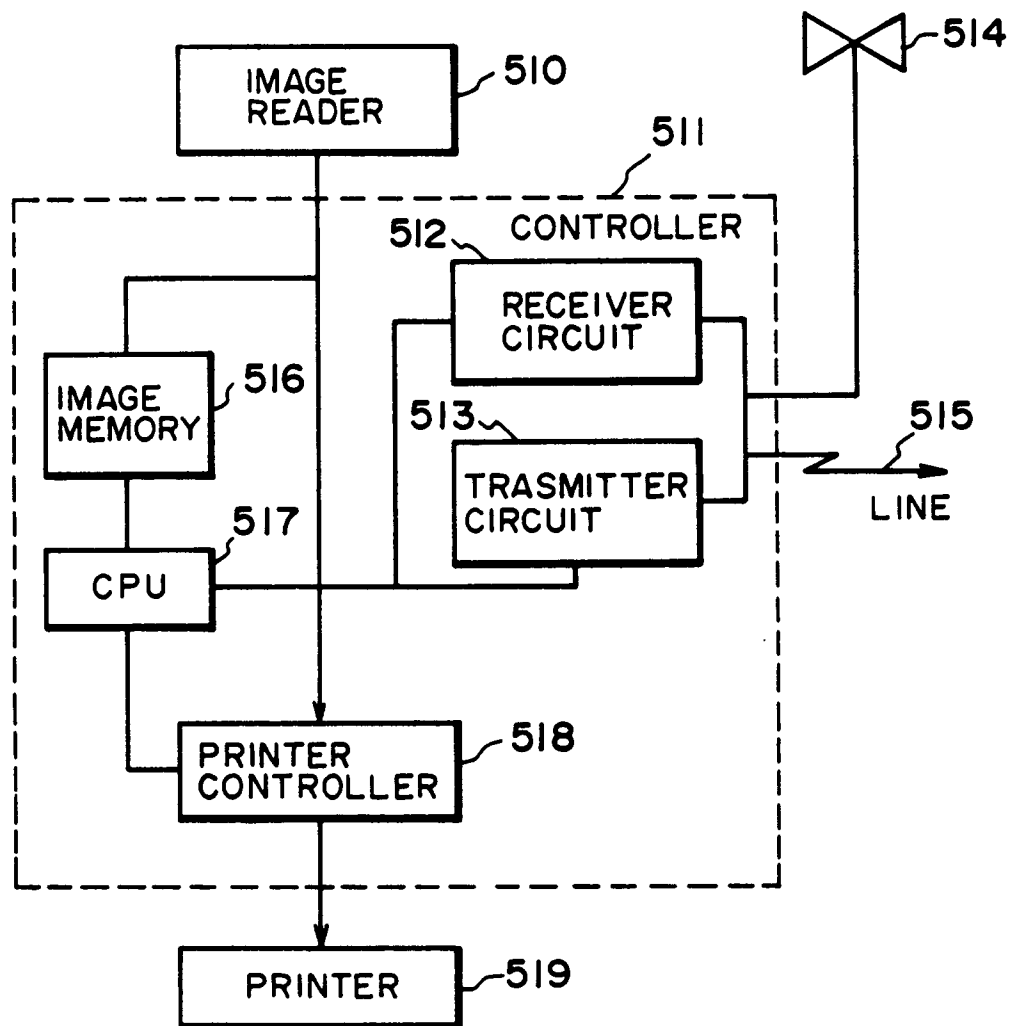 514
IMAGE
READER
510
511
CONTROLLER
512
RECEIVER
CIRCUIT
IMAGE
MEMORY
516
513
TRASMITTER
CIRCUIT
515
LINE
517
CPU
PRINTER
CONTROLLER
518
PRINTER
519